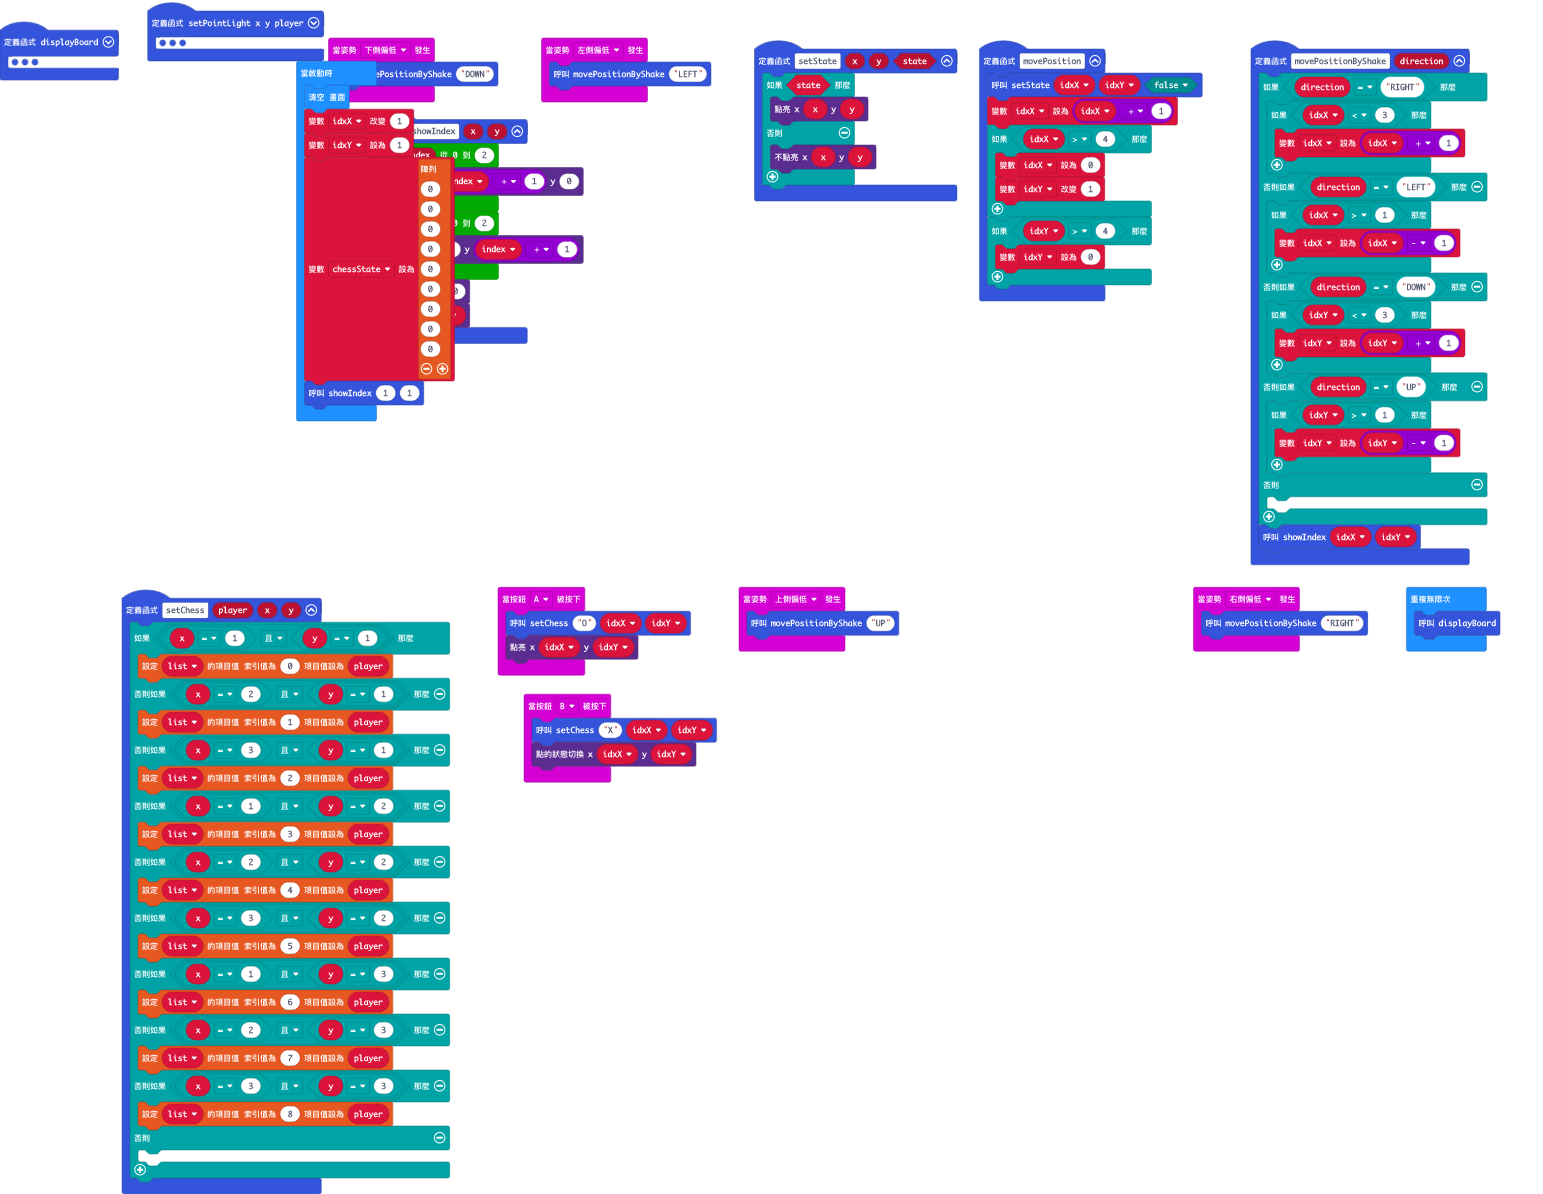 定義函式 displayBoard
定義函式 setPointLight x y player
當姿勢 下側偏低 發生
ePositionByShake "DOWN"
當啟動時
清空 畫面
變數 idxX 改變 1
變數 idxY 設為 1
變數 chessState 設為
陣列
0
0
0
0
0
0
0
0
0
呼叫 showIndex 1 1
showIndex x y
ndex 從 0 到 2
ndex ÷ 1 y 0
0 到 2
y index ÷ 1
當姿勢 左側偏低 發生
呼叫 movePositionByShake "LEFT"
定義函式 setState x y state
如果 state 那麼
點亮 x x y y
否則
不點亮 x x y y
定義函式 movePosition
呼叫 setState idxX idxY false
變數 idxX 設為 idxX + 1
如果 idxX > 4 那麼
變數 idxX 設為 0
變數 idxY 改變 1
如果 idxY > 4 那麼
變數 idxY 設為 0
定義函式 movePositionByShake direction
如果 direction = "RIGHT" 那麼
如果 idxX < 3 那麼
變數 idxX 設為 idxX + 1
否則如果 direction = "LEFT" 那麼
如果 idxX > 1 那麼
變數 idxX 設為 idxX - 1
否則如果 direction = "DOWN" 那麼
如果 idxY < 3 那麼
變數 idxY 設為 idxY + 1
否則如果 direction = "UP" 那麼
如果 idxY > 1 那麼
變數 idxY 設為 idxY - 1
否則
呼叫 showIndex idxX idxY
定義函式 setChess player x y
如果 x = 1 且 y = 1 那麼
設定 list 的項目值 索引值為 0 項目值設為 player
否則如果 x = 2 且 y = 1 那麼
設定 list 的項目值 索引值為 1 項目值設為 player
否則如果 x = 3 且 y = 1 那麼
設定 list 的項目值 索引值為 2 項目值設為 player
否則如果 x = 1 且 y = 2 那麼
設定 list 的項目值 索引值為 3 項目值設為 player
否則如果 x = 2 且 y = 2 那麼
設定 list 的項目值 索引值為 4 項目值設為 player
否則如果 x = 3 且 y = 2 那麼
設定 list 的項目值 索引值為 5 項目值設為 player
否則如果 x = 1 且 y = 3 那麼
設定 list 的項目值 索引值為 6 項目值設為 player
否則如果 x = 2 且 y = 3 那麼
設定 list 的項目值 索引值為 7 項目值設為 player
否則如果 x = 3 且 y = 3 那麼
設定 list 的項目值 索引值為 8 項目值設為 player
否則
當按鈕 A 被按下
呼叫 setChess "O" idxX idxY
點亮 x idxX y idxY
當按鈕 B 被按下
呼叫 setChess "X" idxX idxY
點的狀態切換 x idxX y idxY
當姿勢 上側偏低 發生
呼叫 movePositionByShake "UP"
當姿勢 右側偏低 發生
呼叫 movePositionByShake "RIGHT"
重複無限次
呼叫 displayBoard